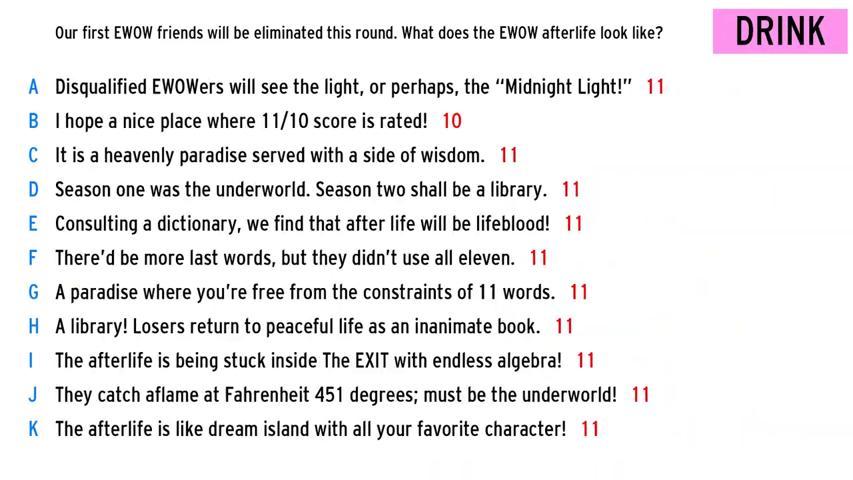 Our first EWOW friends will be eliminated this round. What does the EWOW afterlife look like?
DRINK
A Disqualified EWOWers will see the light, or perhaps, the “Midnight Light!” 11
B I hope a nice place where 11/10 score is rated! 10
C It is a heavenly paradise served with a side of wisdom. 11
D Season one was the underworld. Season two shall be a library. 11
E Consulting a dictionary, we find that after life will be lifeblood! 11
F There’d be more last words, but they didn’t use all eleven. 11
G A paradise where you’re free from the constraints of 11 words. 11
H A library! Losers return to peaceful life as an inanimate book. 11
I The afterlife is being stuck inside The EXIT with endless algebra! 11
J They catch aflame at Fahrenheit 451 degrees; must be the underworld! 11
K The afterlife is like dream island with all your favorite character! 11